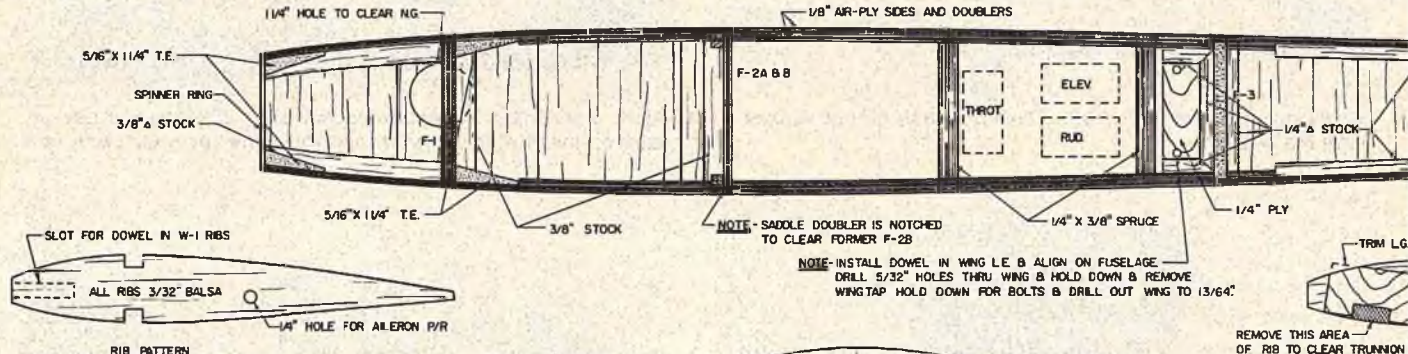 1 1/4" HOLE TO CLEAR N.G.
1/8" AIR-PLY SIDES AND DOUBLERS
5/16" X 1 1/4" T.E.
SPINNER RING
3/8" △ STOCK
F-1
F-2A & B
THROT
ELEV
RUD
F-3
1/4" △ STOCK
5/16" X 1 1/4" T.E.
3/8" STOCK
NOTE- SADDLE DOUBLER IS NOTCHED
TO CLEAR FORMER F-2B
1/4" X 3/8" SPRUCE
1/4" PLY
NOTE- INSTALL DOWEL IN WING L.E. & ALIGN ON FUSELAGE
DRILL 5/32" HOLES THRU WING & HOLD DOWN & REMOVE
WING TAP HOLD DOWN FOR BOLTS & DRILL OUT WING TO 13/64".
SLOT FOR DOWEL IN W-1 RIBS
ALL RIBS 3/32" BALSA
1/4" HOLE FOR AILERON P/R
RIB PATTERN
TRIM L.G.
REMOVE THIS AREA
OF RIB TO CLEAR TRUNNION